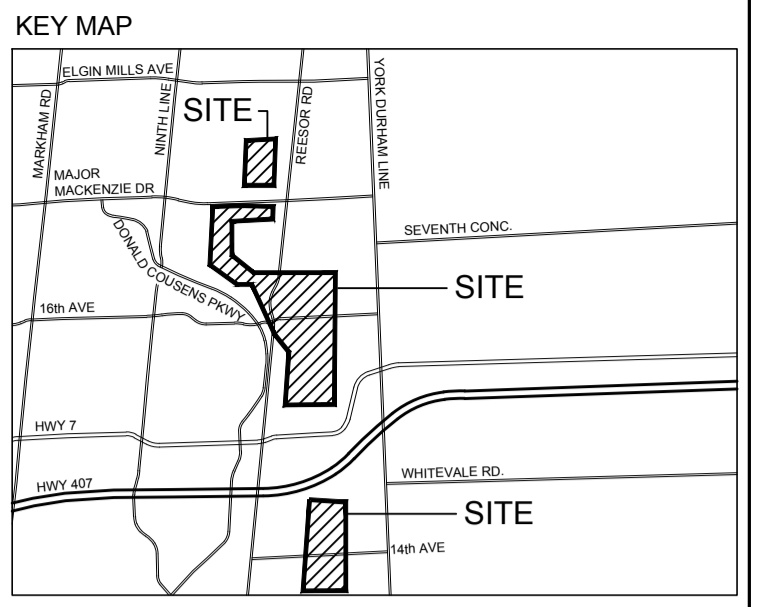 KEY MAP
ELGIN MILLS AVE
MARKHAM RD
NINTH LINE
SITE
REESOR RD
YORK DURHAM LINE
MAJOR
MACKENZIE DR
DONALD COUSENS PKWY
SEVENTH CONC.
SITE
16th AVE
HWY 7
HWY 407
WHITEVALE RD.
SITE
14th AVE